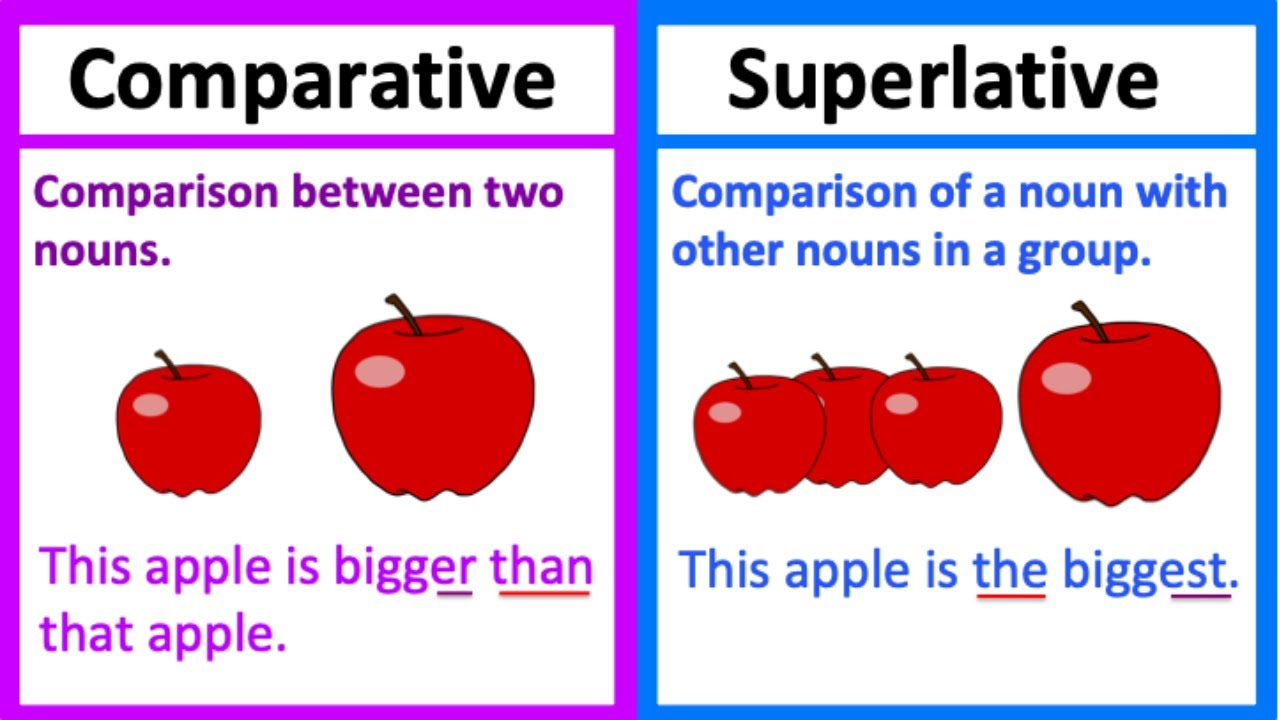 Comparative
Comparison between two
nouns.
This apple is bigger than
that apple.
Superlative
Comparison of a noun with
other nouns in a group.
This apple is the biggest.